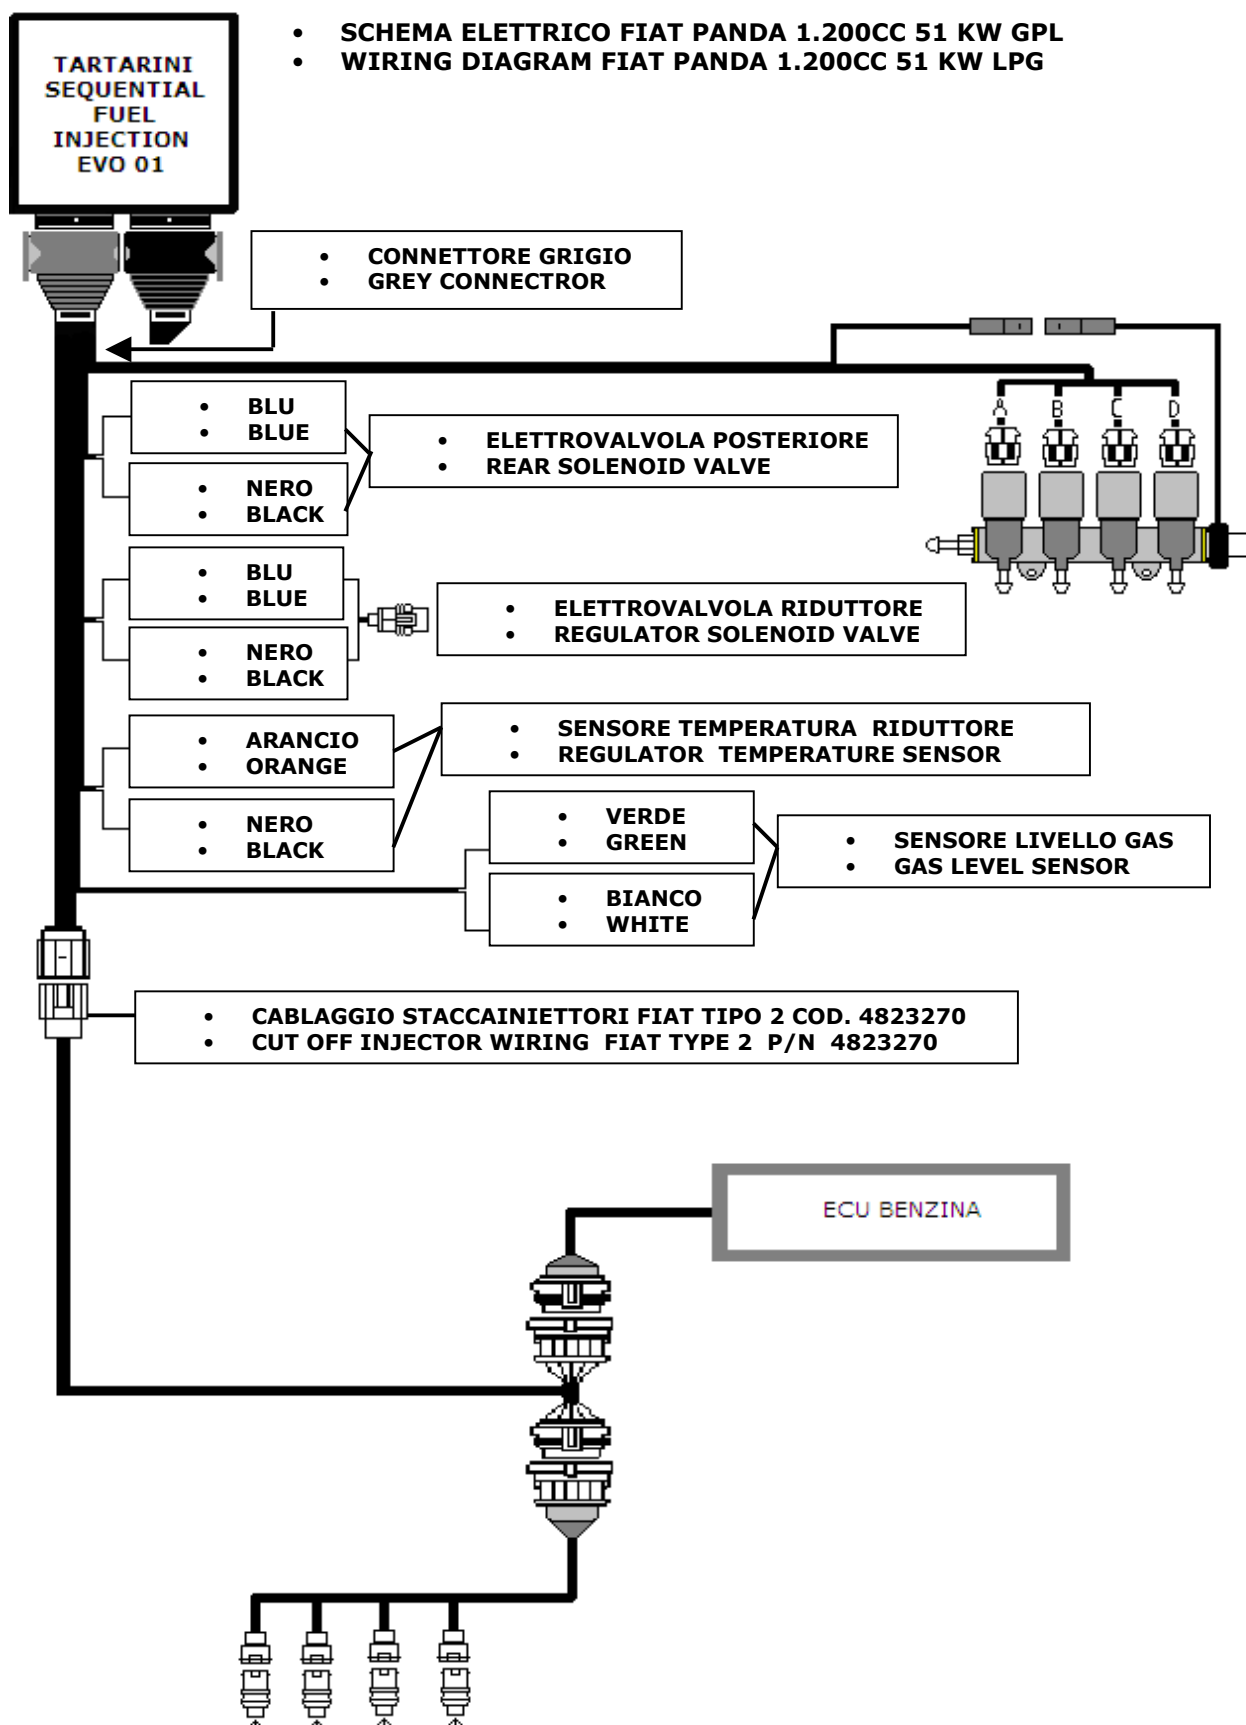 • SCHEMA ELETTRICO FIAT PANDA 1.200CC 51 KW GPL
• WIRING DIAGRAM FIAT PANDA 1.200CC 51 KW LPG
TARTARINI
SEQUENTIAL
FUEL
INJECTION
EVO 01
• CONNETTORE GRIGIO
• GREY CONNECTROR
A B C D
• BLU
• BLUE
• NERO
• BLACK
• ELETTROVALVOLA POSTERIORE
• REAR SOLENOID VALVE
• BLU
• BLUE
• NERO
• BLACK
• ELETTROVALVOLA RIDUTTORE
• REGULATOR SOLENOID VALVE
• ARANCIO
• ORANGE
• NERO
• BLACK
• SENSORE TEMPERATURA RIDUTTORE
• REGULATOR TEMPERATURE SENSOR
• VERDE
• GREEN
• BIANCO
• WHITE
• SENSORE LIVELLO GAS
• GAS LEVEL SENSOR
• CABLAGGIO STACCAINIETTORI FIAT TIPO 2 COD. 4823270
• CUT OFF INJECTOR WIRING FIAT TYPE 2 P/N 4823270
ECU BENZINA